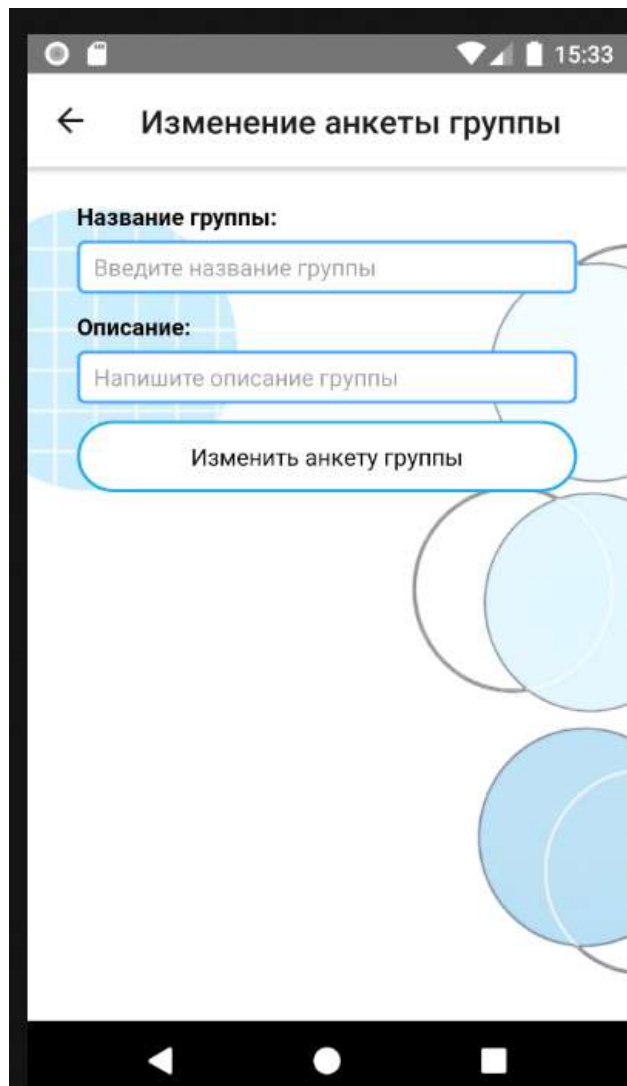 15:33
Изменение анкеты группы
Название группы:
Введите название группы
Описание:
Напишите описание группы
Изменить анкету группы